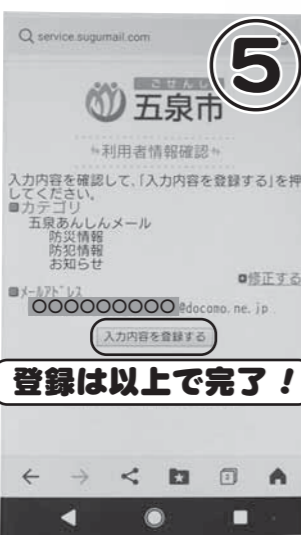 service.sugumail.com
⑤
ごせんし
五泉市
利用者情報確認
入力内容を確認して、「入力内容を登録する」を押
してください。
■カテゴリ
五泉あんしんメール
防災情報
防犯情報
お知らせ
修正する
■メールアドレス
○○○○○○○○○@docomo.ne.jp
入力内容を登録する
登録は以上で完了！